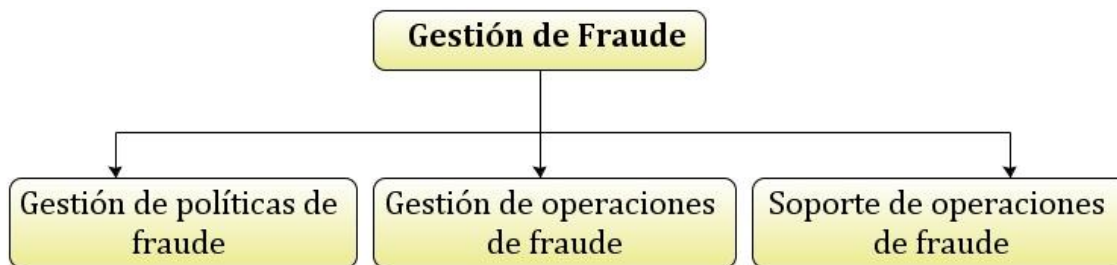 Gestión de Fraude
Gestión de políticas de
fraude
Gestión de operaciones
de fraude
Soporte de operaciones
de fraude